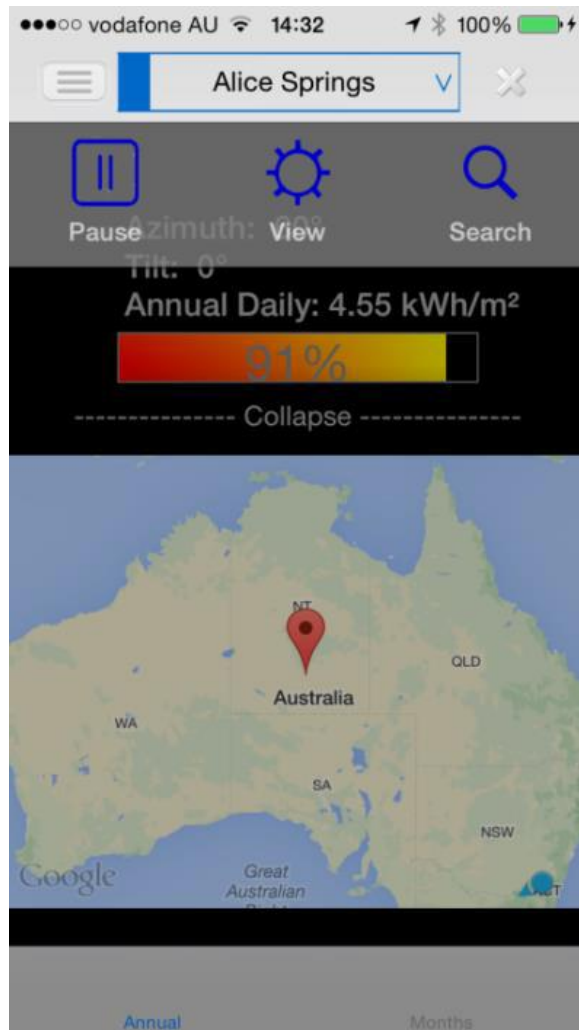 vodafone AU 14:32 100%
Alice Springs
Pause View Search
Azimuth:
Tilt: 0°
Annual Daily: 4.55 kWh/m²
91%
--------------- Collapse ---------------
NT
QLD
Australia
WA
SA
NSW
Google
Great
Australian
ACT
Annual Months